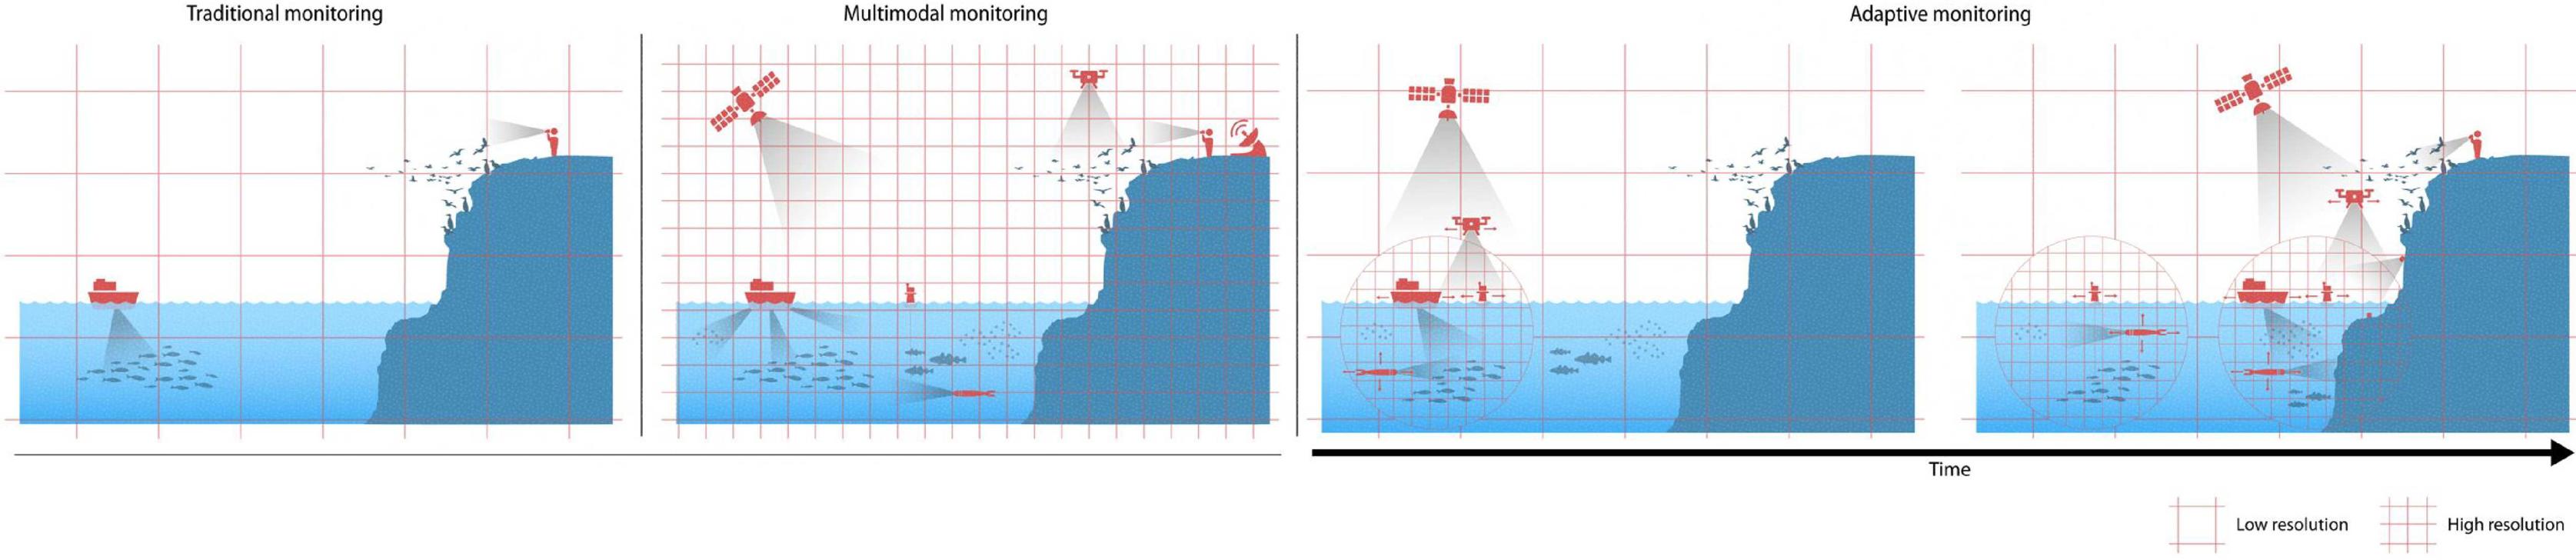 Traditional monitoring
Multimodal monitoring
Adaptive monitoring
Time
Low resolution
High resolution